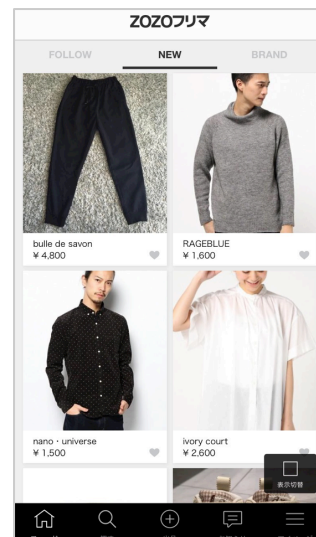 ZOZOフリマ
FOLLOW NEW BRAND
bulle de savon
¥ 4,800
RAGEBLUE
¥ 1,600
nano・universe
¥ 1,500
ivory court
¥ 2,600
表示切替